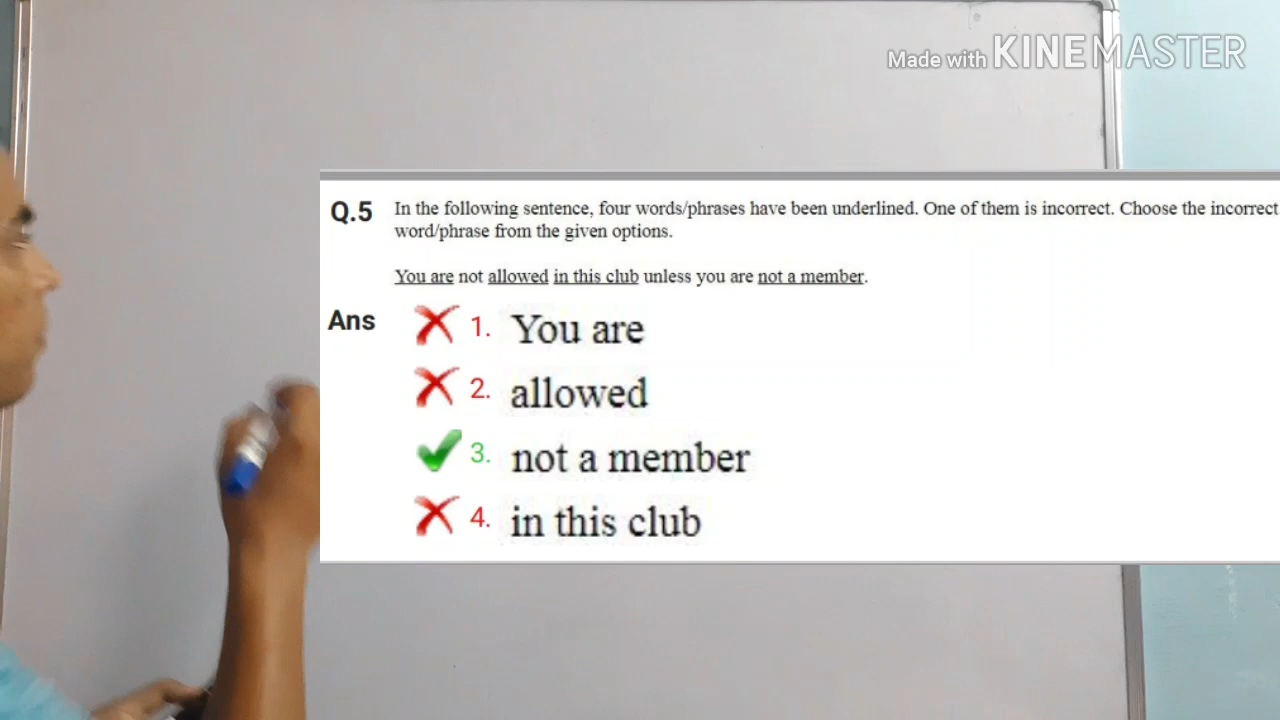 Made with KINEMASTER
Q.5 In the following sentence, four words/phrases have been underlined. One of them is incorrect. Choose the incorrect
word/phrase from the given options.
You are not allowed in this club unless you are not a member.
Ans
1. You are
2. allowed
3. not a member
4. in this club